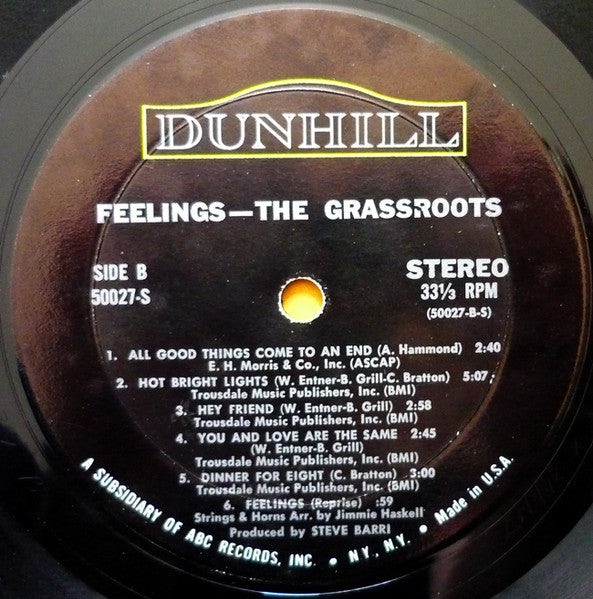 DUNHILL
FEELINGS—THE GRASSROOTS
SIDE B
50027-S
STEREO
33⅓ RPM
(50027-B-S)
1. ALL GOOD THINGS COME TO AN END (A. Hammond) 2:40
E. H. Morris & Co., Inc. (ASCAP)
2. HOT BRIGHT LIGHTS (W. Entner-B. Grill-C. Bratton) 5:07
Trousdale Music Publishers, Inc. (BMI)
3. HEY FRIEND (W. Entner-B. Grill) 2:58
Trousdale Music Publishers, Inc. (BMI)
4. YOU AND LOVE ARE THE SAME 2:45
(W. Entner-B. Grill)
Trousdale Music Publishers, Inc. (BMI)
5. DINNER FOR EIGHT (C. Bratton) 3:00
Trousdale Music Publishers, Inc. (BMI)
6. FEELINGS (Reprise) :59
Strings & Horns Arr. by Jimmie Haskell
Produced by STEVE BARRI
A SUBSIDIARY OF ABC RECORDS, INC. • N.Y., N.Y. • Made in U.S.A.